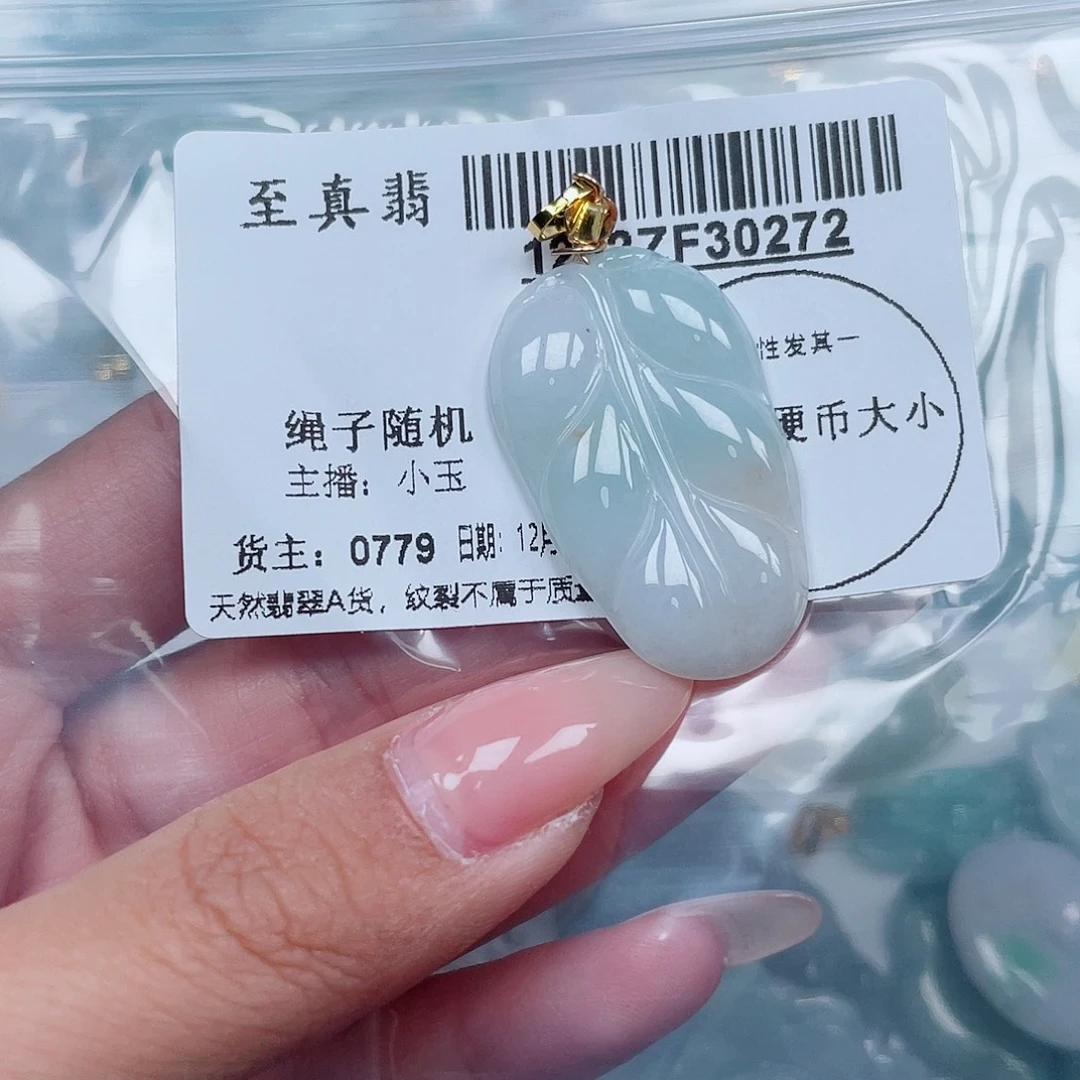 至真翡
ZF30272
性发其一
硬币大小
绳子随机
主播：小玉
货主：0779 日期：12月
天然翡翠A货，纹裂不属于质